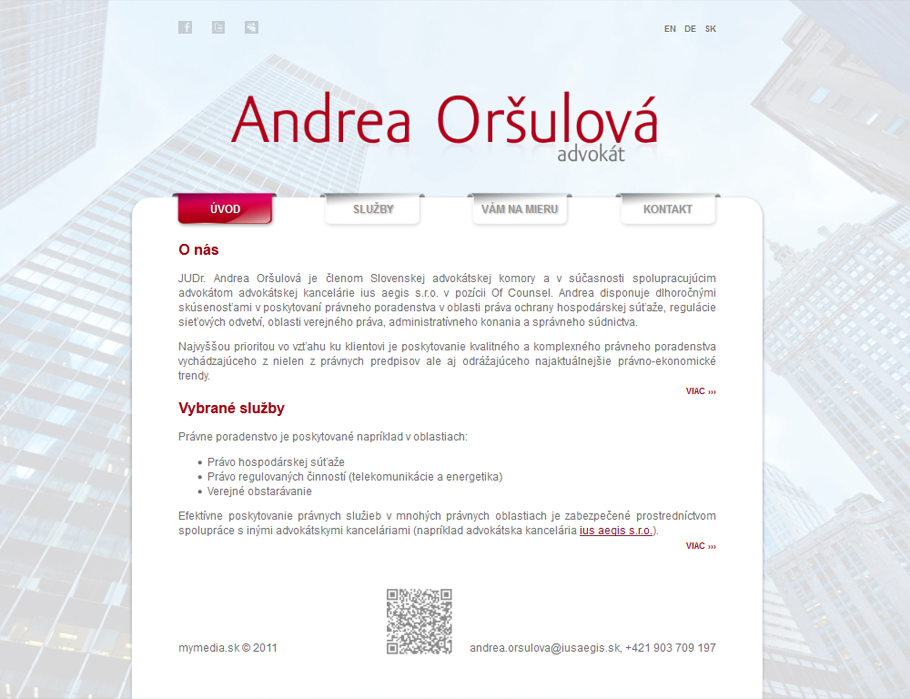 EN DE SK
Andrea Oršulová
advokát
ÚVOD SLUŽBY VÁM NA MIERU KONTAKT
O nás
JUDr. Andrea Oršulová je členom Slovenskej advokátskej komory a v súčasnosti spolupracujúcim
advokátom advokátskej kancelárie ius aegis s.r.o. v pozícii Of Counsel. Andrea disponuje dlhoročnými
skúsenosťami v poskytovaní právneho poradenstva v oblasti práva ochrany hospodárskej súťaže, regulácie
sieťových odvetví, oblasti verejného práva, administratívneho konania a správneho súdnictva.
Najvyššou prioritou vo vzťahu ku klientovi je poskytovanie kvalitného a komplexného právneho poradenstva
vychádzajúceho z nielen z právnych predpisov ale aj odrážajúceho najaktuálnejšie právno-ekonomické
trendy.
VIAC ›››
Vybrané služby
Právne poradenstvo je poskytované napríklad v oblastiach:
• Právo hospodárskej súťaže
• Právo regulovaných činností (telekomunikácie a energetika)
• Verejné obstarávanie
Efektívne poskytovanie právnych služieb v mnohých právnych oblastiach je zabezpečené prostredníctvom
spolupráce s inými advokátskymi kanceláriami (napríklad advokátska kancelária ius aegis s.r.o.).
VIAC ›››
mymedia.sk © 2011 andrea.orsulova@iusaegis.sk, +421 903 709 197